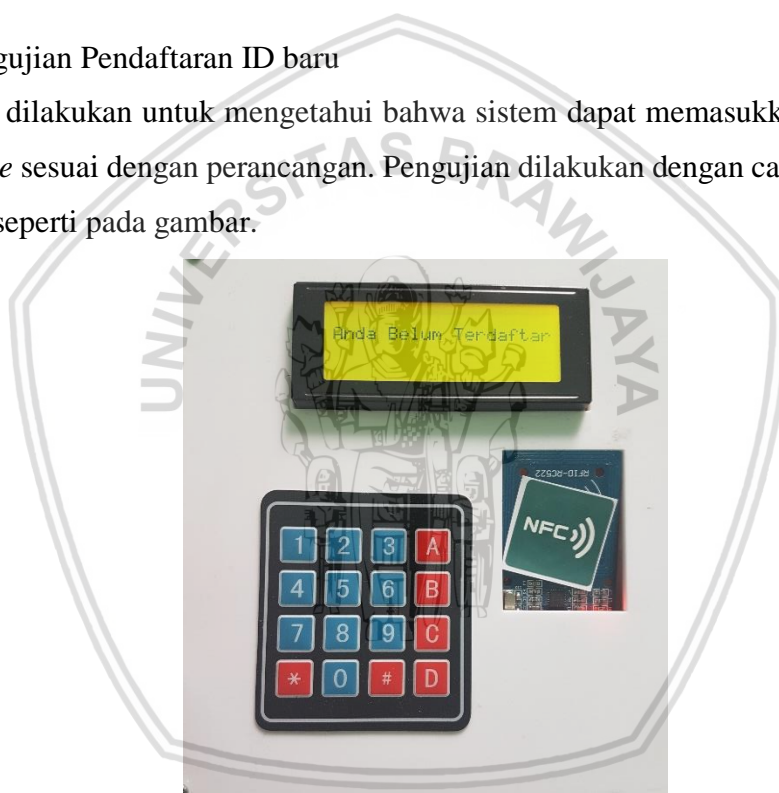 gujian Pendaftaran ID baru
dilakukan untuk mengetahui bahwa sistem dapat memasukk
e sesuai dengan perancangan. Pengujian dilakukan dengan ca
seperti pada gambar.
UNIVERSITAS BRAWIJAYA
Anda Belum Terdaftar
RFID-RC522
NFC
1 2 3 A
4 5 6 B
7 8 9 C
* 0 # D